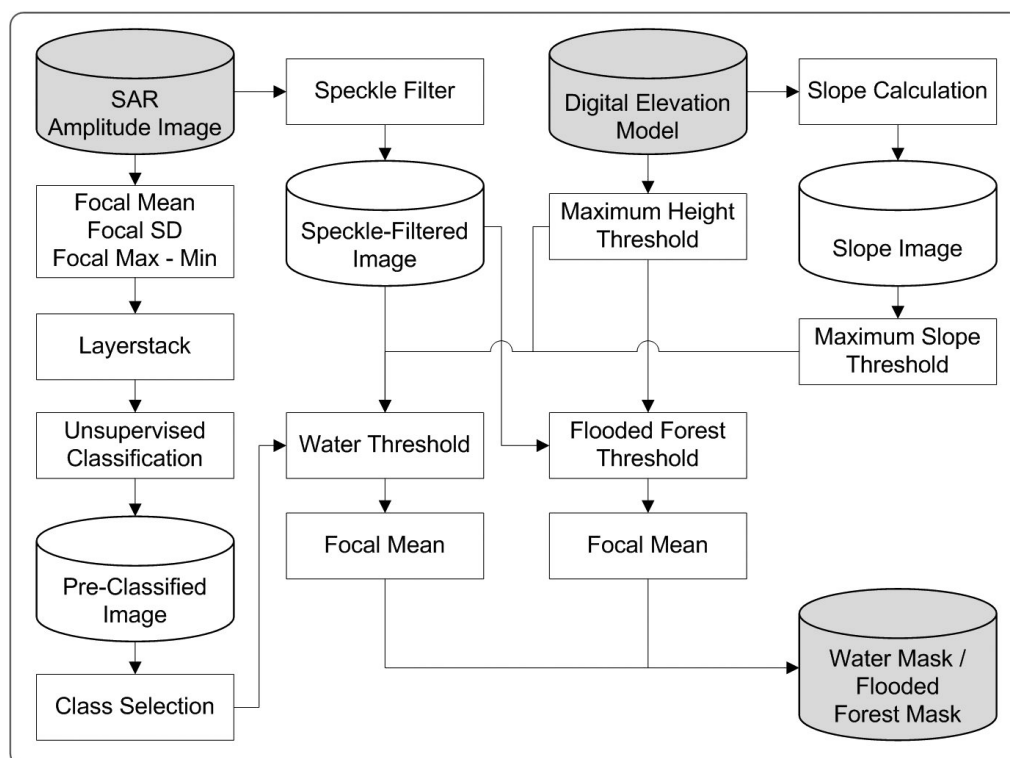 SAR
Amplitude Image
Speckle Filter
Digital Elevation
Model
Slope Calculation
Focal Mean
Focal SD
Focal Max - Min
Speckle-Filtered
Image
Maximum Height
Threshold
Slope Image
Layerstack
Maximum Slope
Threshold
Unsupervised
Classification
Water Threshold
Flooded Forest
Threshold
Focal Mean
Focal Mean
Pre-Classified
Image
Class Selection
Water Mask /
Flooded
Forest Mask